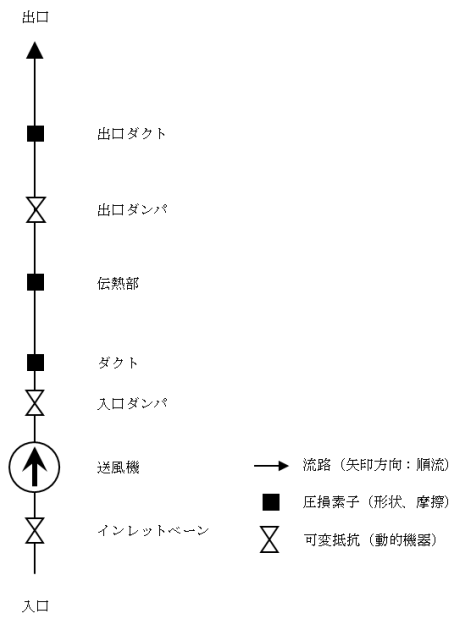 出口
出口ダクト
出口ダンパ
伝熱部
ダクト
入口ダンパ
送風機
インレットベーン
入口
流路（矢印方向：順流）
圧損素子（形状、摩擦）
可変抵抗（動的機器）